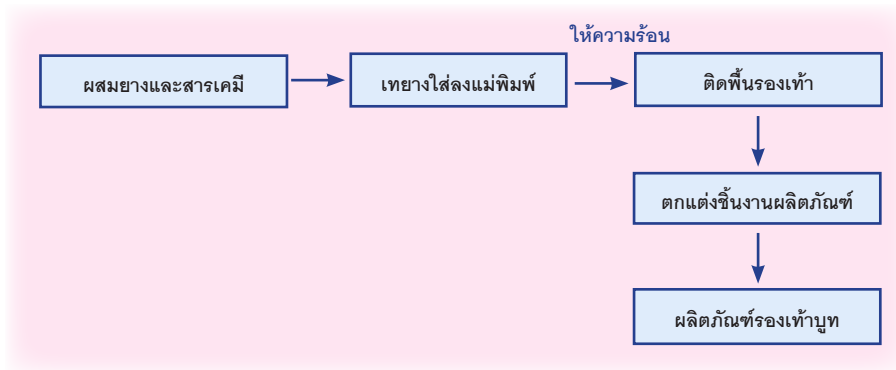 ให้ความร้อน
ผสมยางและสารเคมี
เทยางใส่ลงแม่พิมพ์
ติดพื้นรองเท้า
ตกแต่งชิ้นงานผลิตภัณฑ์
ผลิตภัณฑ์รองเท้าบูท